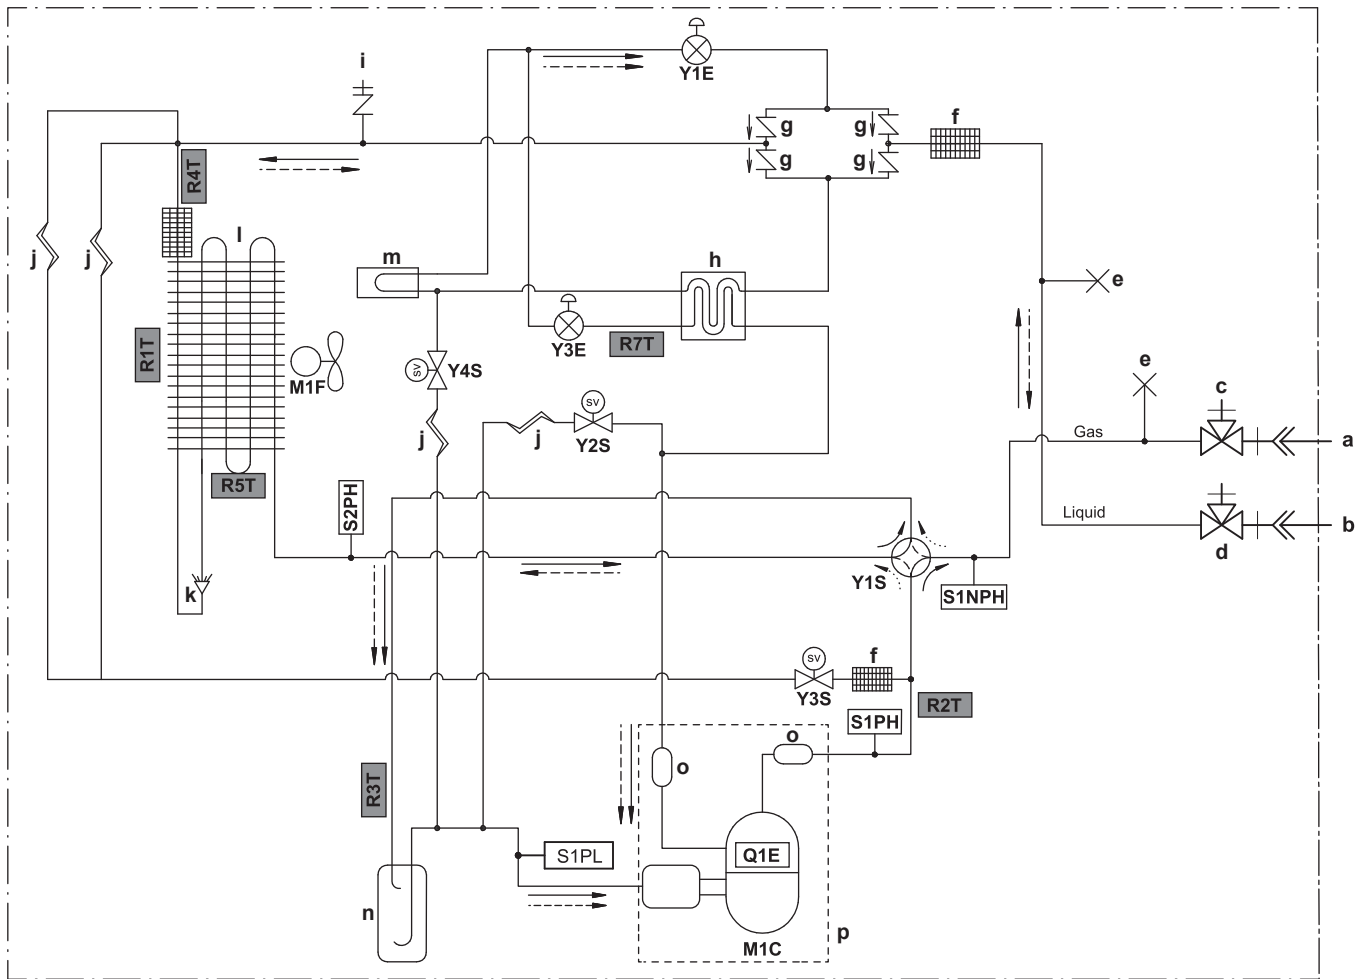 i
Y1E
g
g
g
g
f
R4T
j
j
l
m
h
e
R1T
M1F
Y3E
R7T
SV
Y4S
SV
Y2S
j
j
e
c
Gas
a
R5T
S2PH
Liquid
d
b
k
Y1S
S1NPH
SV
Y3S
f
R2T
S1PH
o
o
R3T
S1PL
Q1E
n
M1C
p